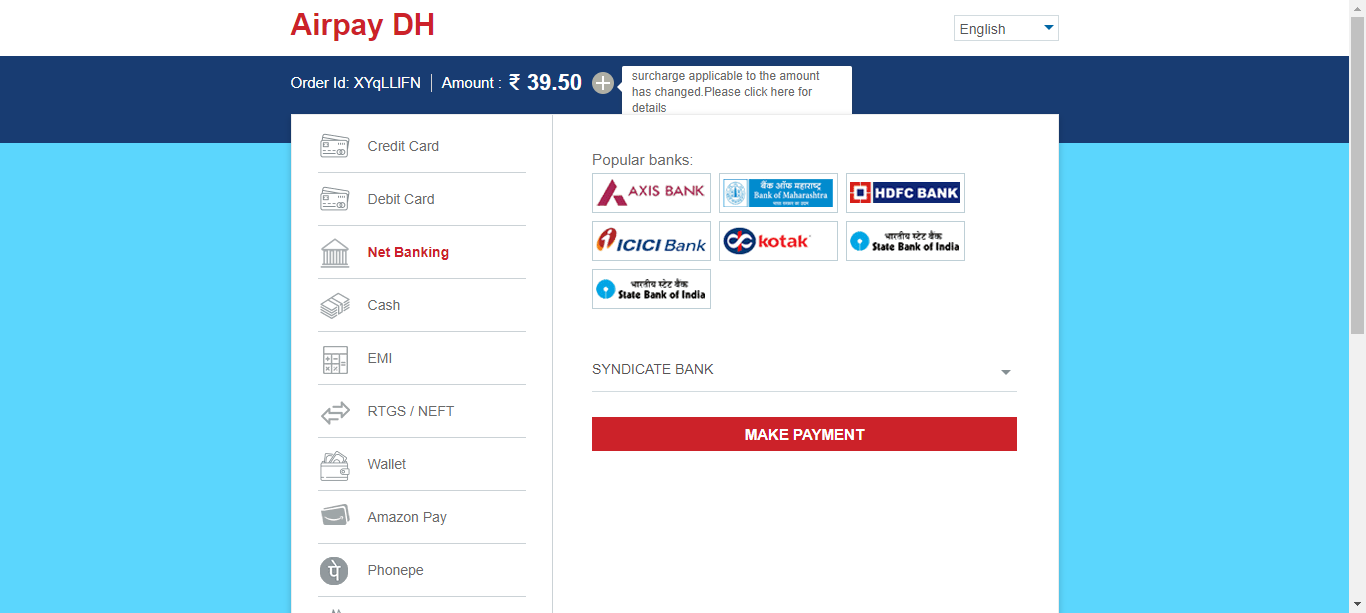 Airpay DH
English
Order Id: XYqLLIFN
Amount : ₹ 39.50
surcharge applicable to the amount
has changed.Please click here for
details
Credit Card
Debit Card
Net Banking
Cash
EMI
RTGS / NEFT
Wallet
Amazon Pay
पे
Phonepe
Popular banks:
AXIS BANK
बैंक ऑफ महाराष्ट्र
Bank of Maharashtra
HDFC BANK
ICICI Bank
kotak
भारतीय स्टेट बैंक
State Bank of India
भारतीय स्टेट बैंक
State Bank of India
SYNDICATE BANK
MAKE PAYMENT